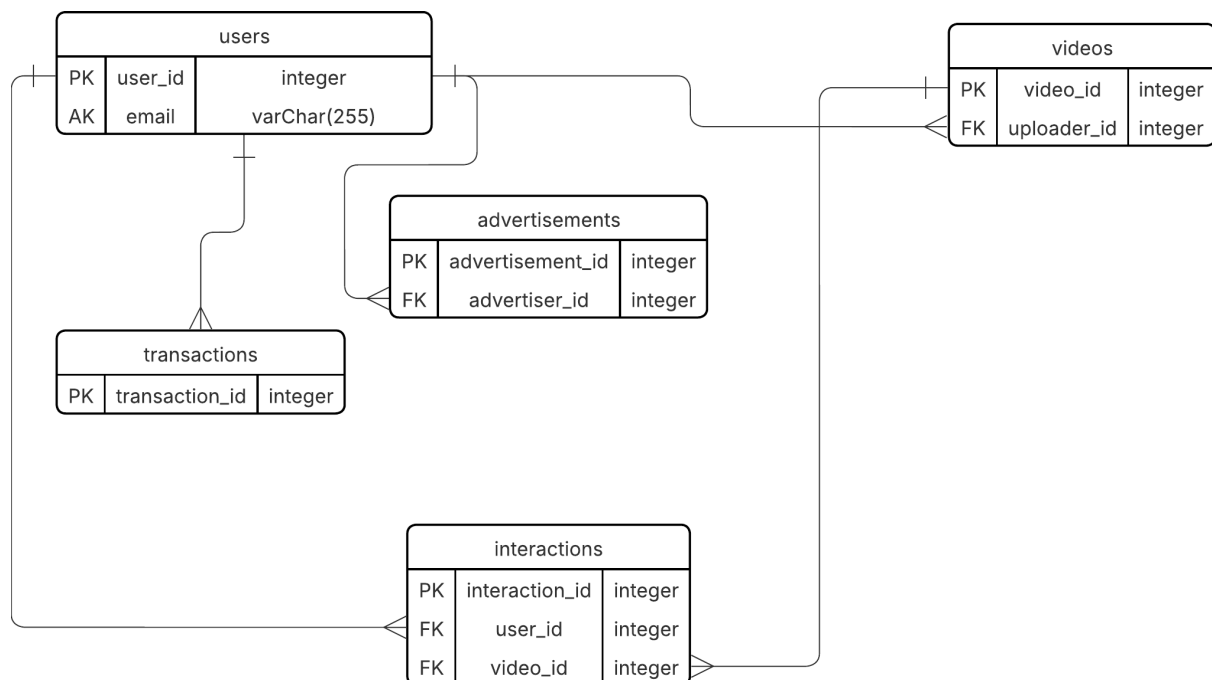 users
PK user_id integer
AK email varChar(255)
videos
PK video_id integer
FK uploader_id integer
advertisements
PK advertisement_id integer
FK advertiser_id integer
transactions
PK transaction_id integer
interactions
PK interaction_id integer
FK user_id integer
FK video_id integer